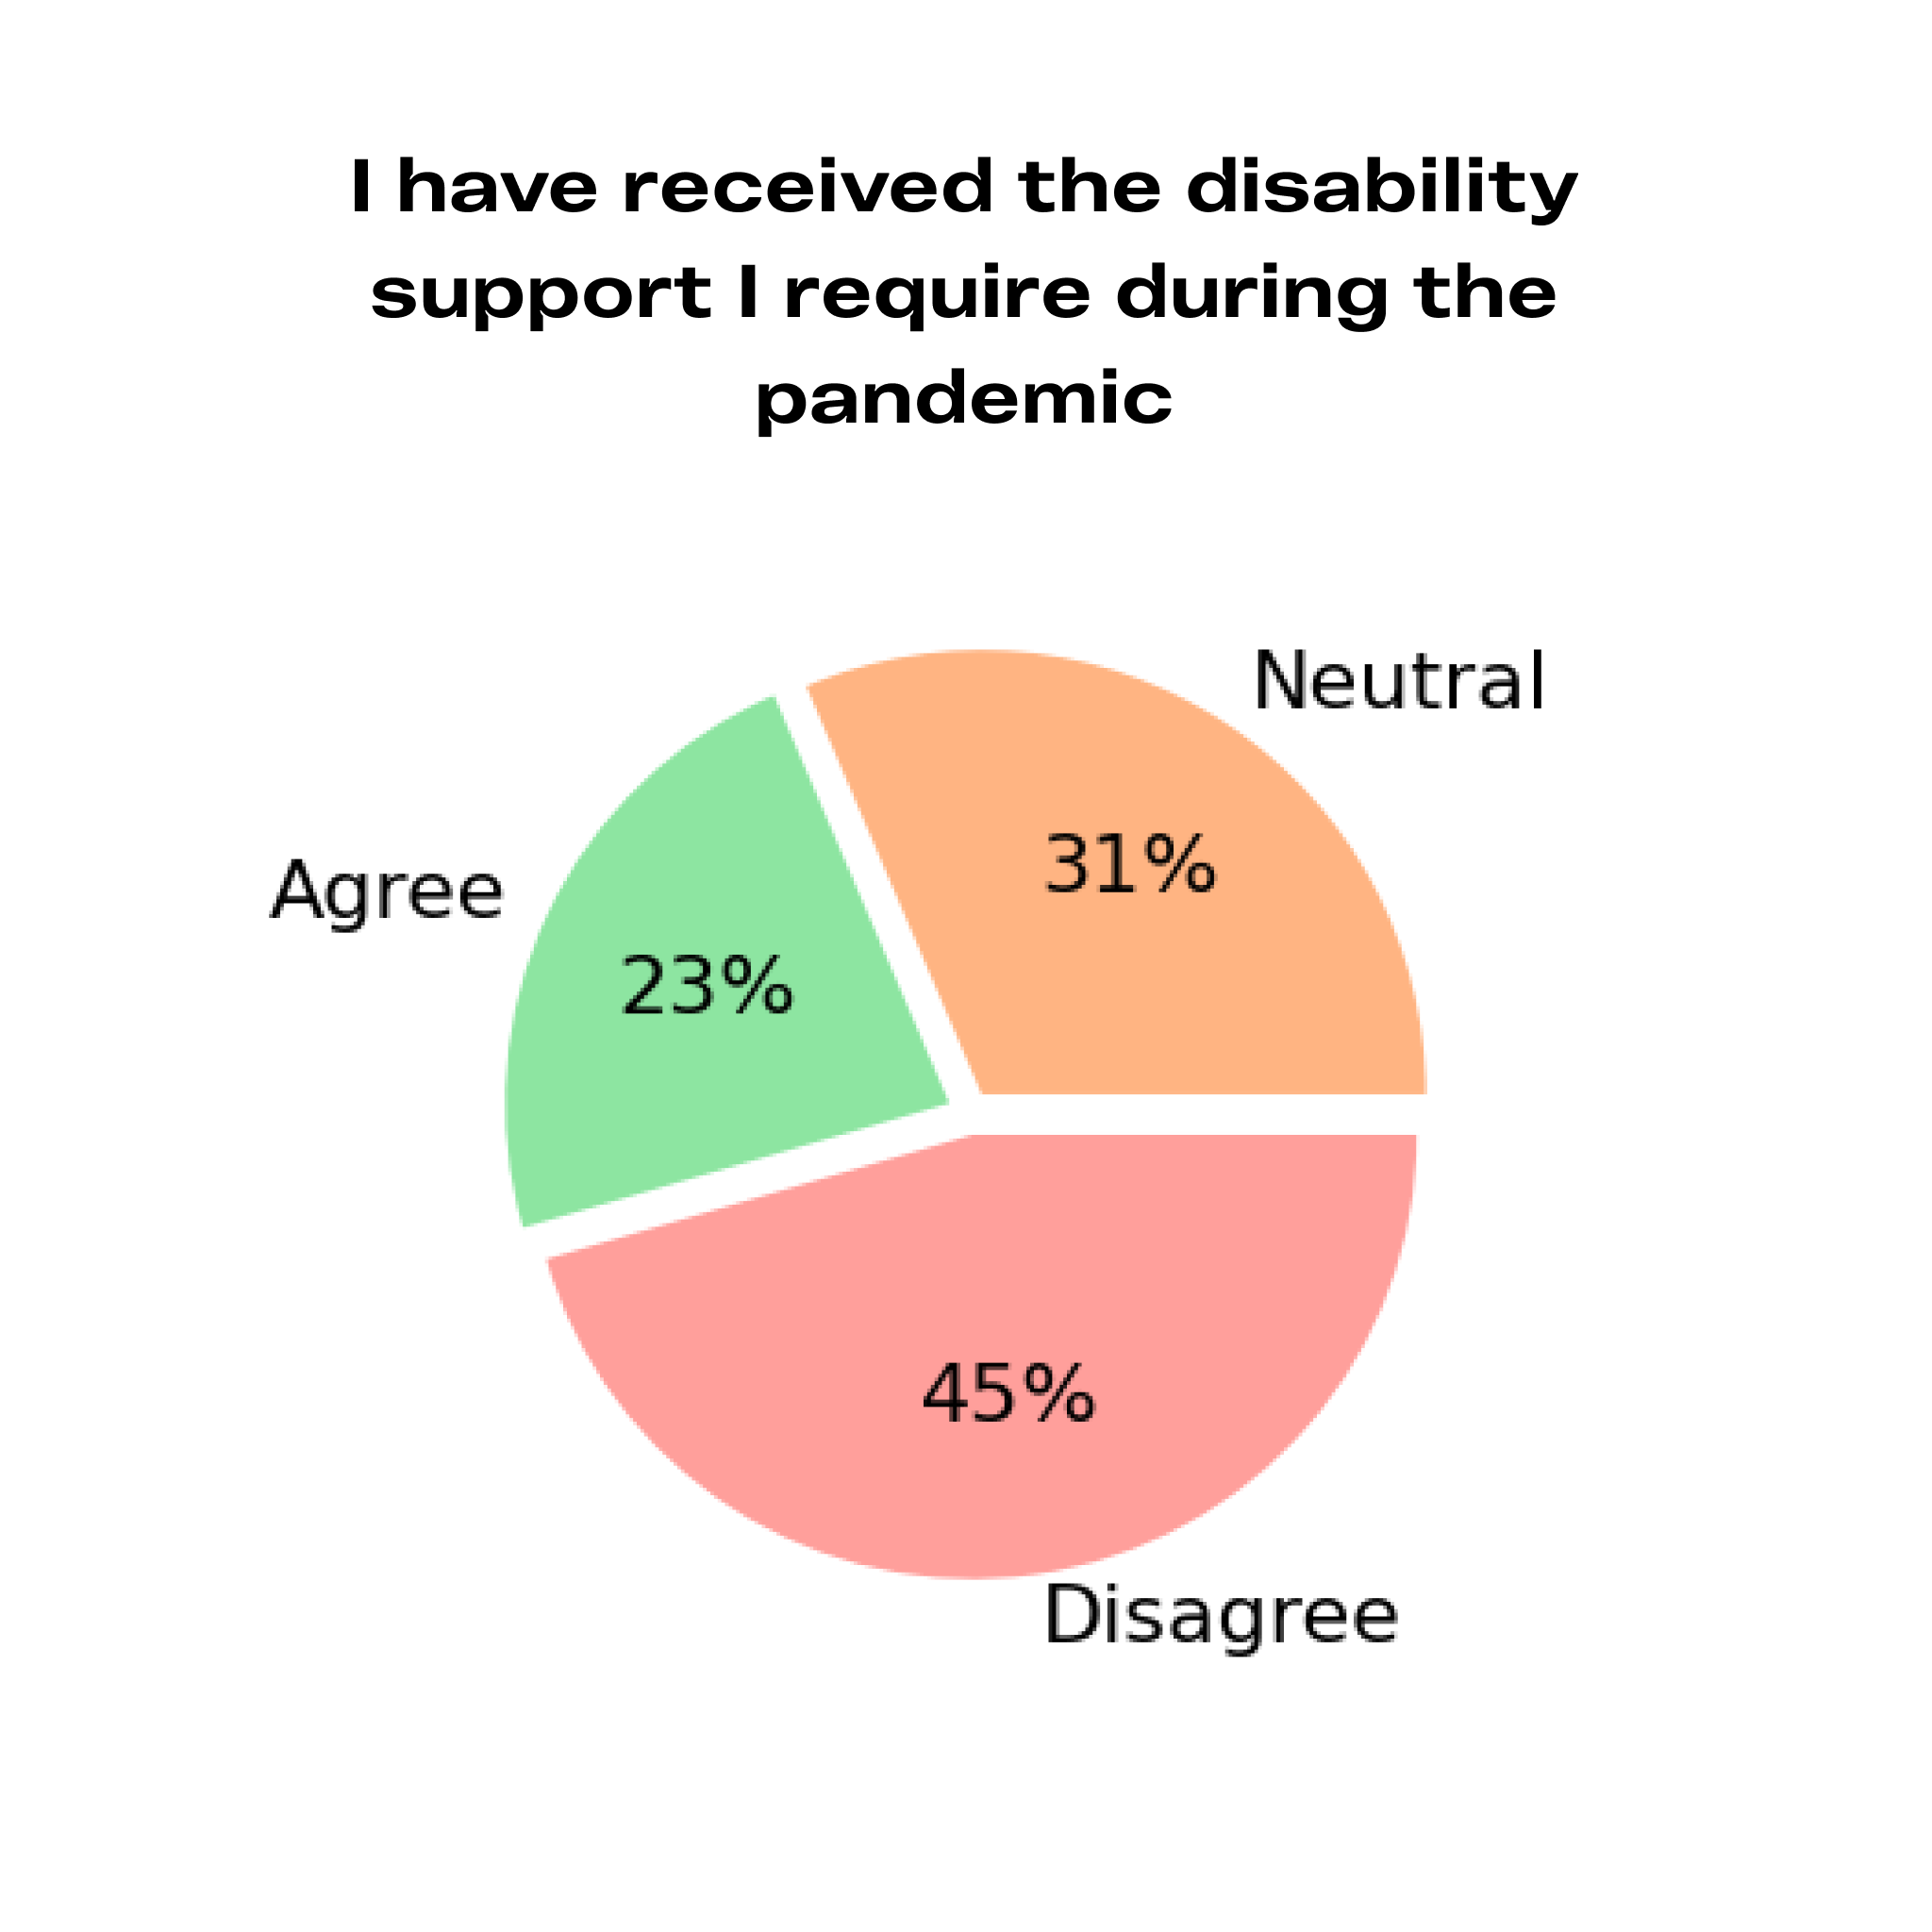 I have received the disability
support I require during the
pandemic
Neutral
31%
Agree
23%
45%
Disagree